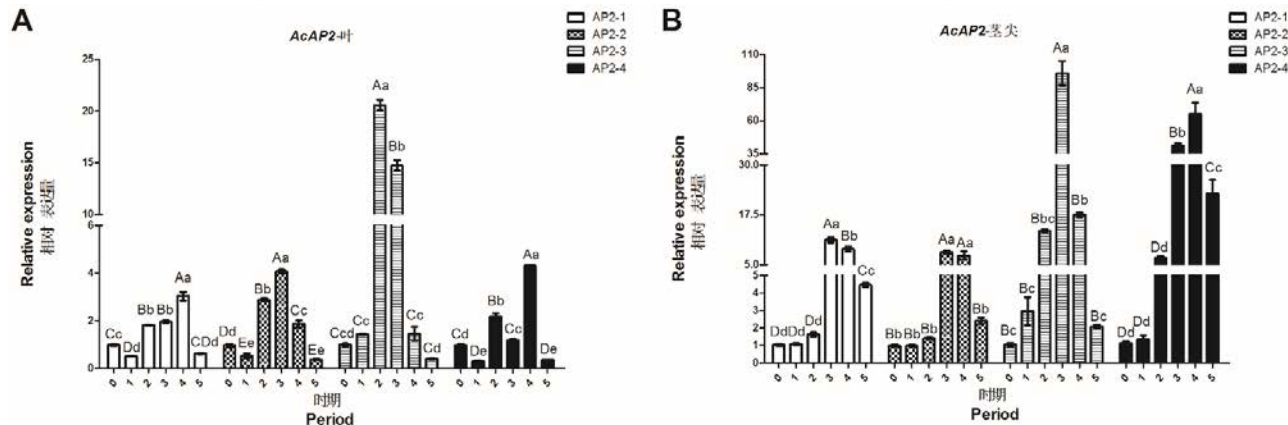 A
AcAP2-叶
AP2-1
AP2-2
AP2-3
AP2-4
Relative expression
相对 表达量
25
20
15
10
6
4
2
0
Cc Dd Bb Bb Aa CDd
Dd Ee Bb Aa Cc Ee
Ccd Cc Aa Bb Cc Cd
Cd De Bb Cc Aa De
0 1 2 3 4 5 0 1 2 3 4 5 0 1 2 3 4 5 0 1 2 3 4 5
时期
Period
B
AcAP2-茎尖
AP2-1
AP2-2
AP2-3
AP2-4
Relative expression
相对 表达量
110
85
60
35
30.0
17.5
5.0
5
4
3
2
1
0
Dd Dd Dd Aa Bb Cc
Bb Bb Bb Aa Aa Bb
Bc Bc Bbc Aa Bb Bc
Dd Dd Dd Bb Aa Cc
0 1 2 3 4 5 0 1 2 3 4 5 0 1 2 3 4 5 0 1 2 3 4 5
时期
Period